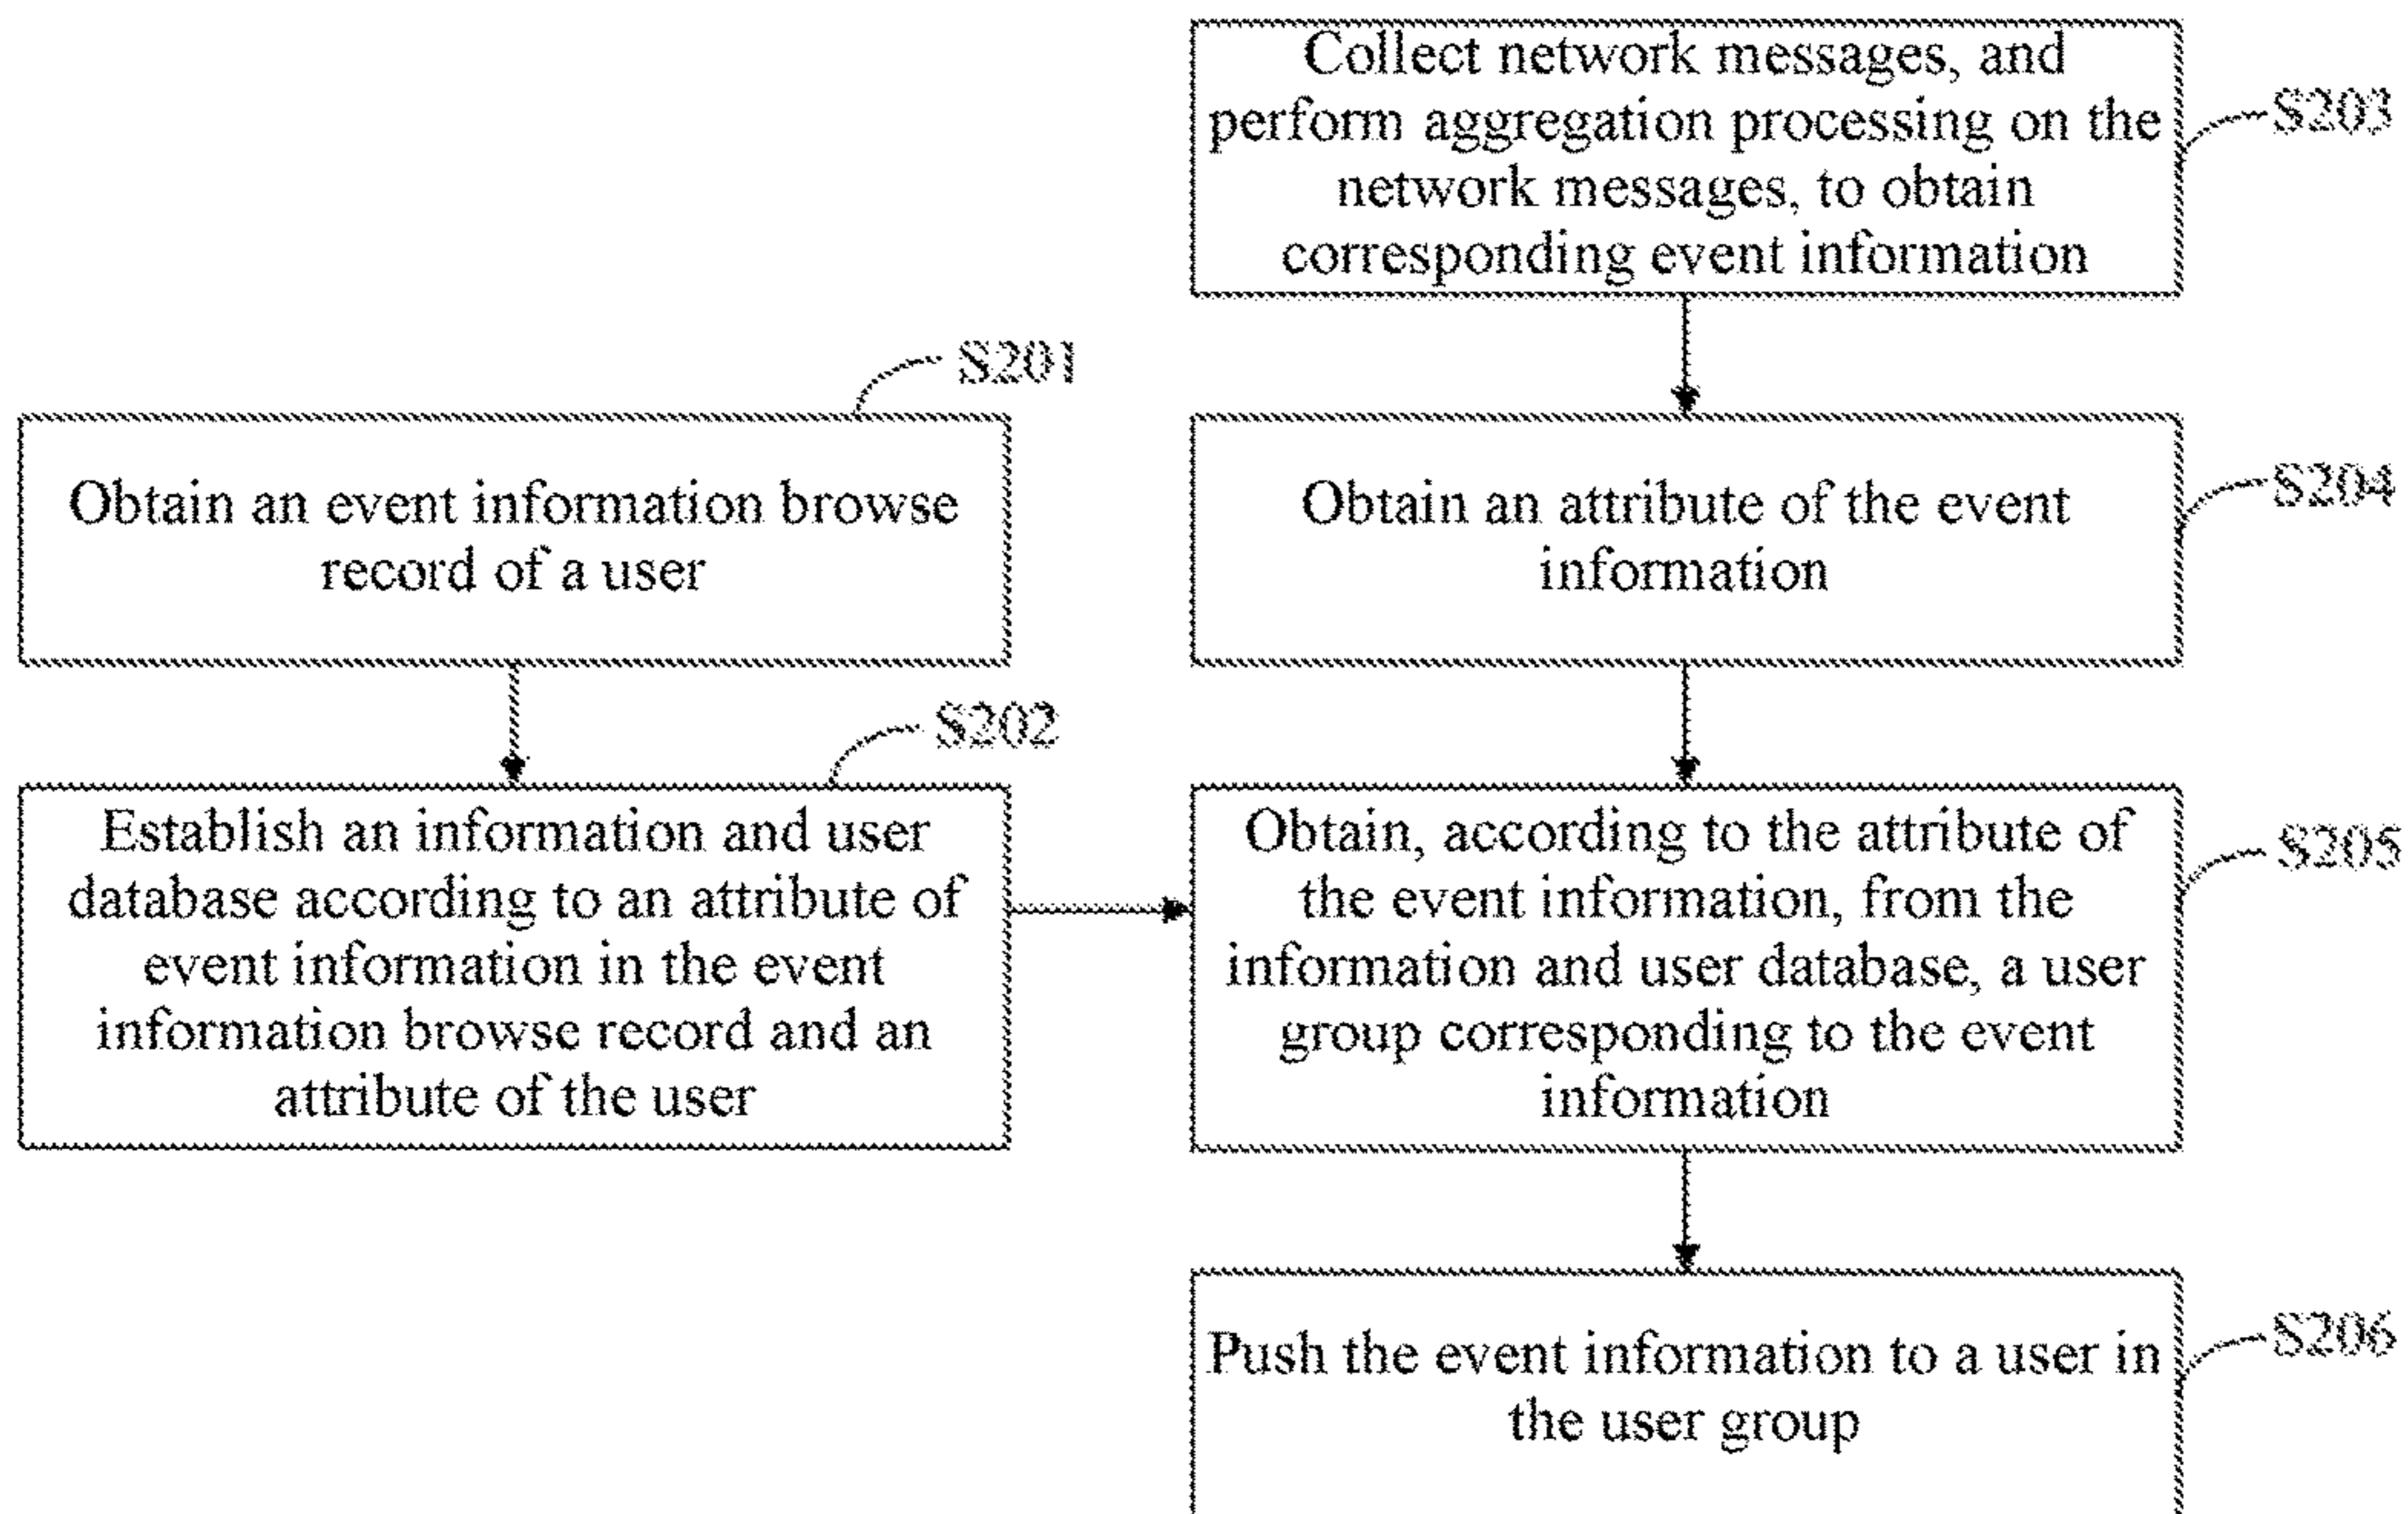 Collect network messages, and
perform aggregation processing on the
network messages, to obtain
corresponding event information
S203
S201
Obtain an event information browse
record of a user
Obtain an attribute of the event
information
S204
S202
Establish an information and user
database according to an attribute of
event information in the event
information browse record and an
attribute of the user
Obtain, according to the attribute of
the event information, from the
information and user database, a user
group corresponding to the event
information
S205
Push the event information to a user in
the user group
S206